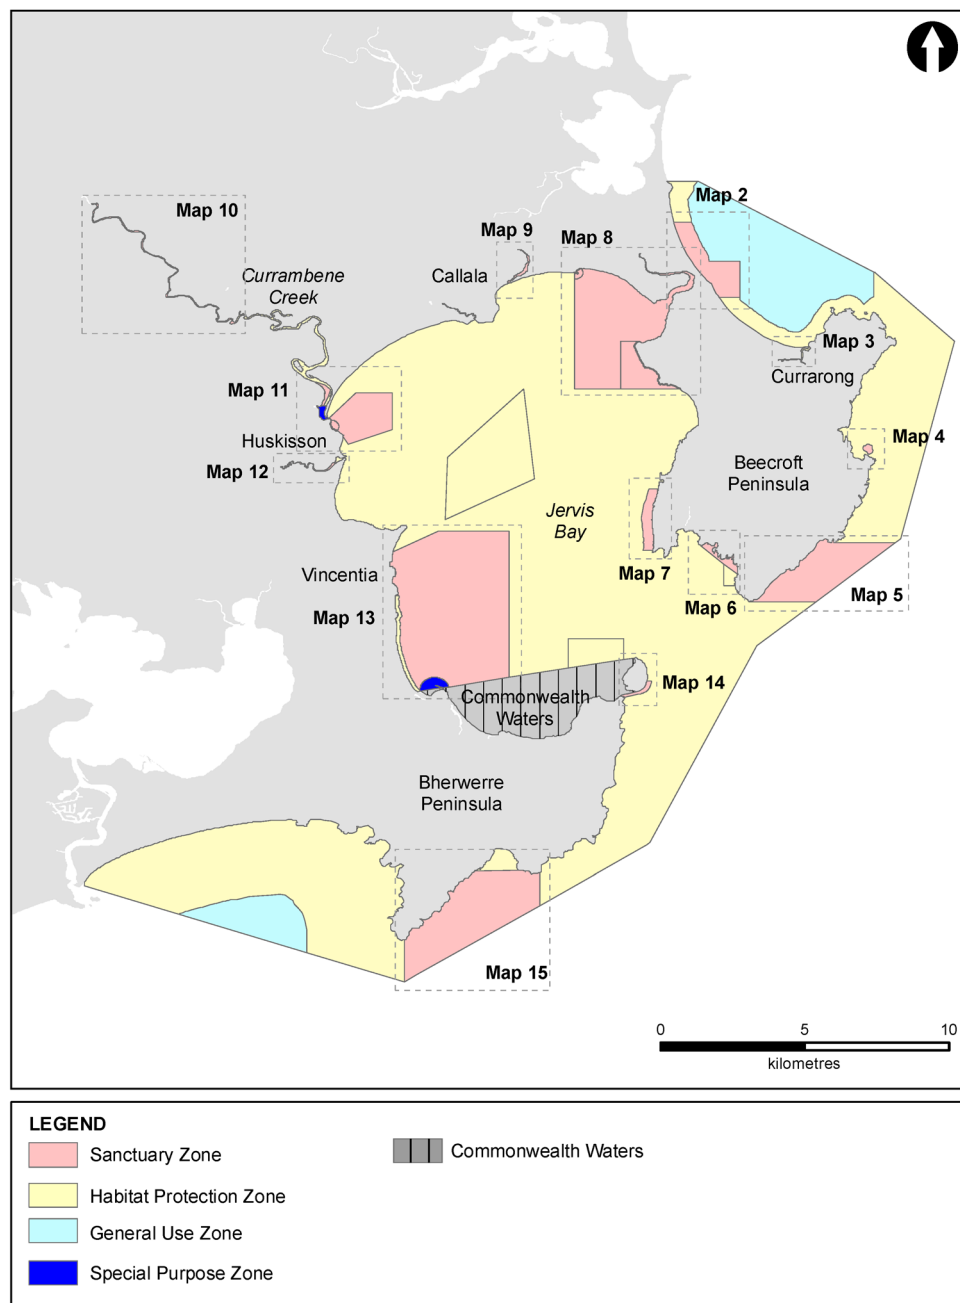 Map 2
Map 10
Map 9
Map 8
Callala
Currambene
Creek
Map 3
Currarong
Map 11
Huskisson
Map 4
Map 12
Beecroft
Peninsula
Jervis
Bay
Vincentia
Map 7
Map 5
Map 6
Map 13
Map 14
Commonwealth
Waters
Bherwerre
Peninsula
Map 15
0
5
10
kilometres
LEGEND
Sanctuary Zone
Commonwealth Waters
Habitat Protection Zone
General Use Zone
Special Purpose Zone